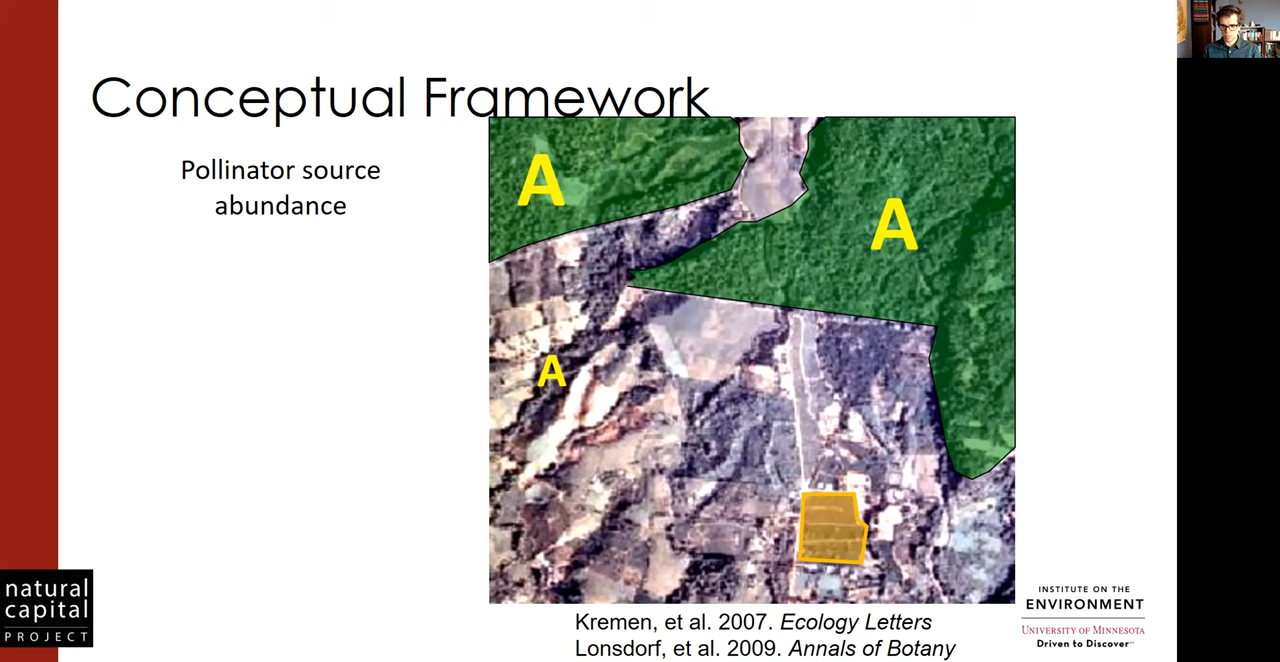 Conceptual Framework
Pollinator source
abundance
A
A
A
Kremen, et al. 2007. Ecology Letters
Lonsdorf, et al. 2009. Annals of Botany
natural
capital
PROJECT
INSTITUTE ON THE
ENVIRONMENT
UNIVERSITY OF MINNESOTA
Driven to Discover